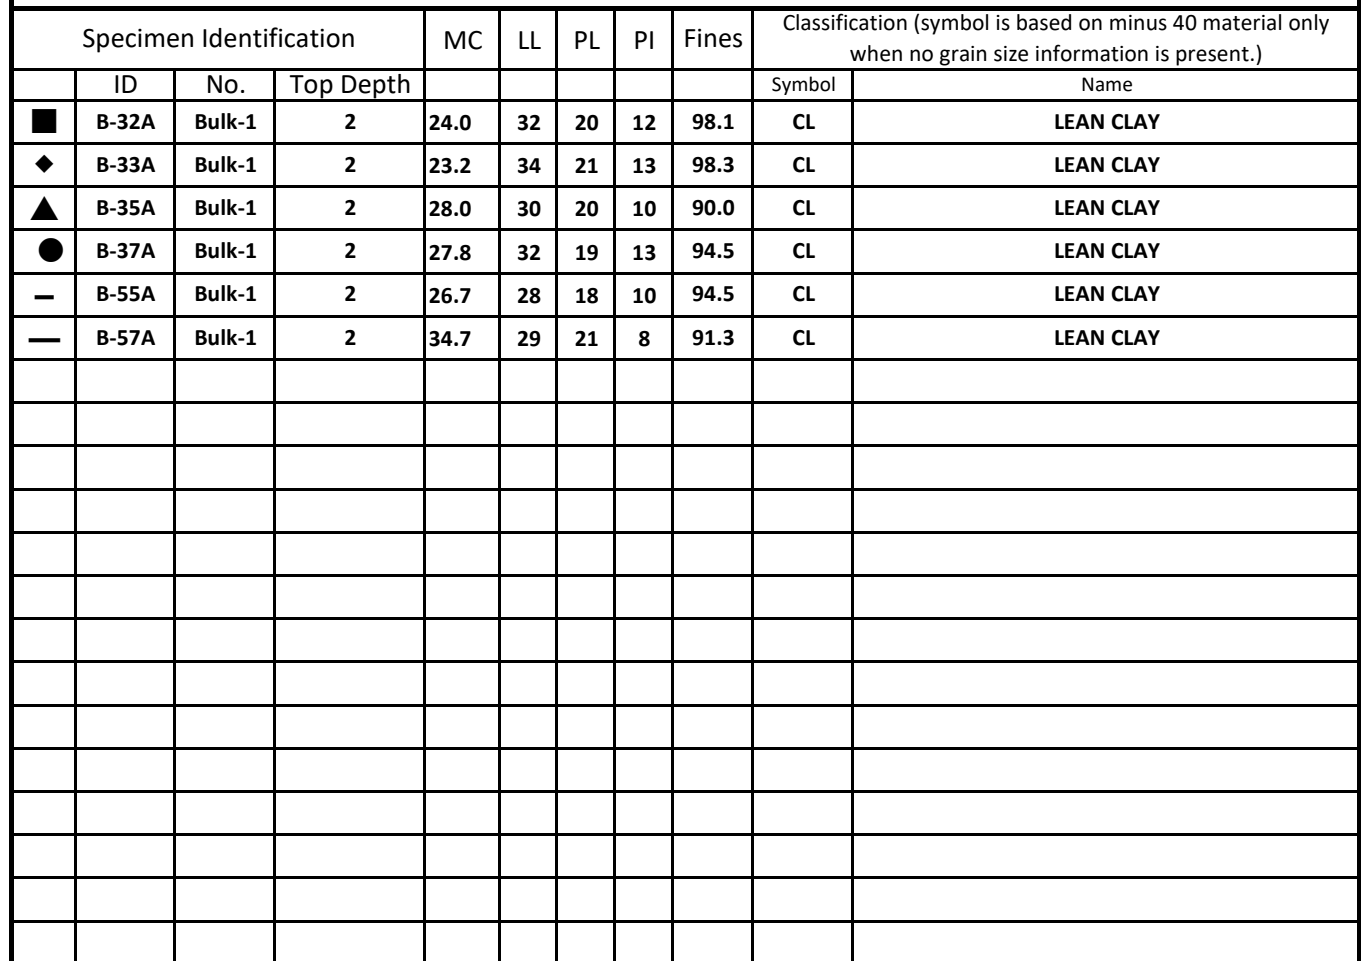 Specimen Identification MC LL PL PI Fines Classification (symbol is based on minus 40 material only
when no grain size information is present.)
ID No. Top Depth Symbol Name
B-32A Bulk-1 2 24.0 32 20 12 98.1 CL LEAN CLAY
B-33A Bulk-1 2 23.2 34 21 13 98.3 CL LEAN CLAY
B-35A Bulk-1 2 28.0 30 20 10 90.0 CL LEAN CLAY
B-37A Bulk-1 2 27.8 32 19 13 94.5 CL LEAN CLAY
B-55A Bulk-1 2 26.7 28 18 10 94.5 CL LEAN CLAY
B-57A Bulk-1 2 34.7 29 21 8 91.3 CL LEAN CLAY